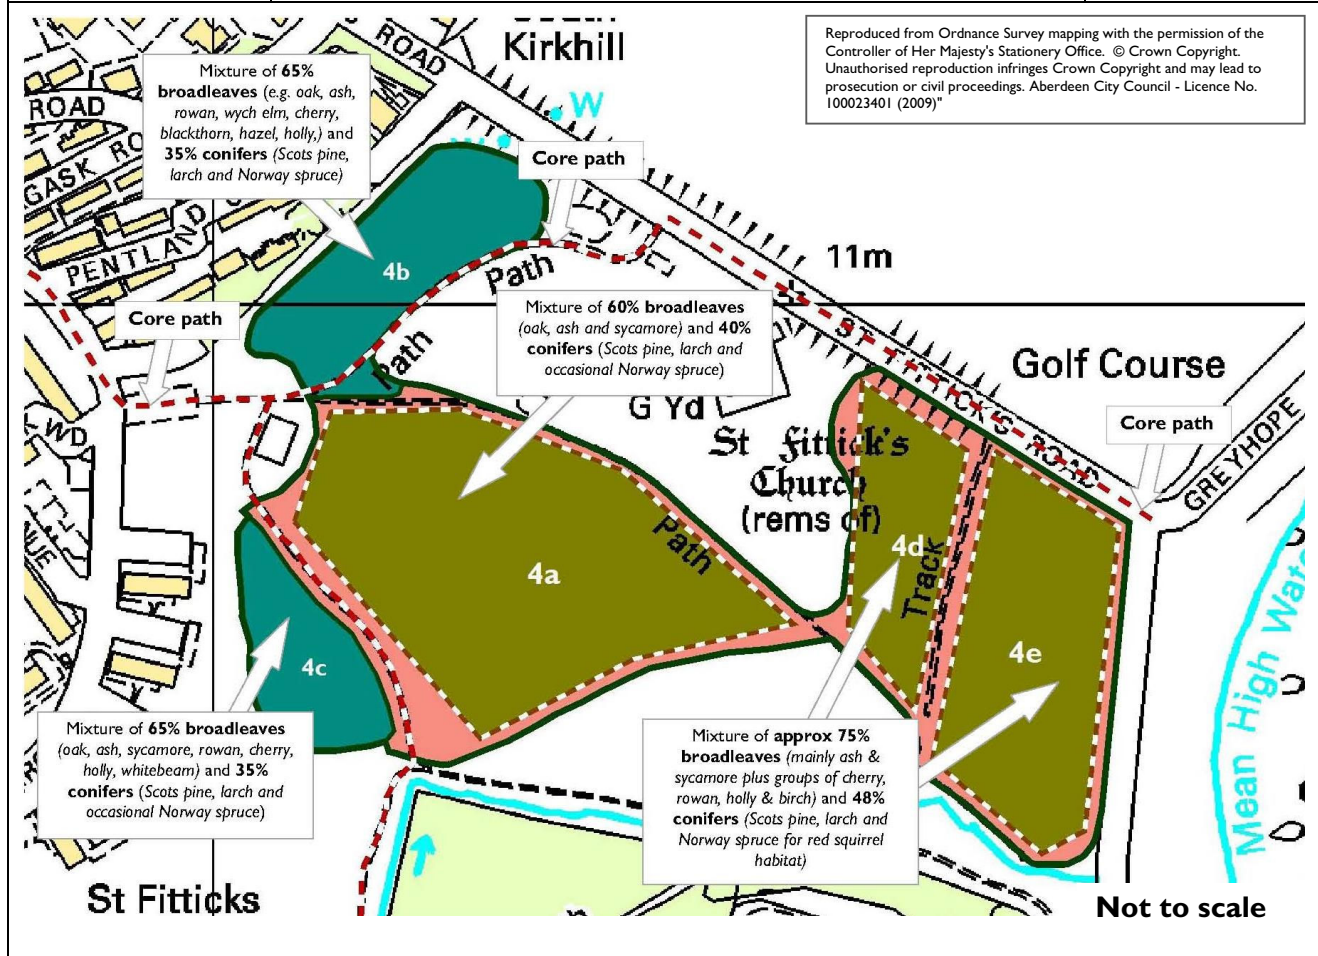 South
Kirkhill
ROAD
Reproduced from Ordnance Survey mapping with the permission of the
Controller of Her Majesty's Stationery Office. © Crown Copyright.
Unauthorised reproduction infringes Crown Copyright and may lead to
prosecution or civil proceedings. Aberdeen City Council - Licence No.
100023401 (2009)"
Mixture of 65%
broadleaves (e.g. oak, ash,
rowan, wych elm, cherry,
blackthorn, hazel, holly,) and
35% conifers (Scots pine,
larch and Norway spruce)
ROAD
GASK RO
PENTLAND
W
Core path
4b
Path
11m
Core path
Mixture of 60% broadleaves
(oak, ash and sycamore) and 40%
conifers (Scots pine, larch and
occasional Norway spruce)
Path
ST FITTICK'S ROAD
Golf Course
G Yd
St Fittick's
Church
(rems of)
Core path
GREYHOPE
WD
NUE
Path
4a
4d
Track
4e
4c
Mean High Wate
Mixture of 65% broadleaves
(oak, ash, sycamore, rowan, cherry,
holly, whitebeam) and 35%
conifers (Scots pine, larch and
occasional Norway spruce)
Mixture of approx 75%
broadleaves (mainly ash &
sycamore plus groups of cherry,
rowan, holly & birch) and 48%
conifers (Scots pine, larch and
Norway spruce for red squirrel
habitat)
St Fitticks
Not to scale